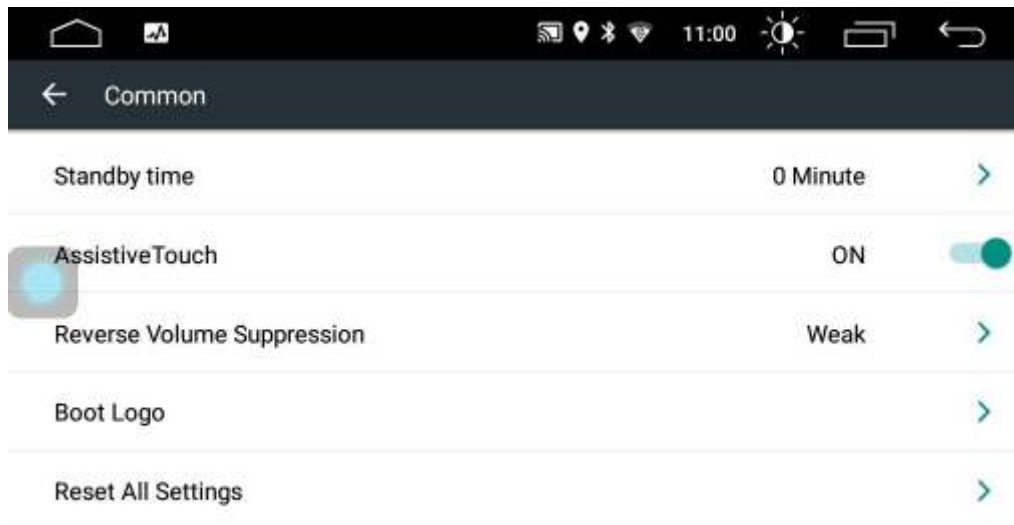 11:00
Common
Standby time 0 Minute
AssistiveTouch ON
Reverse Volume Suppression Weak
Boot Logo
Reset All Settings